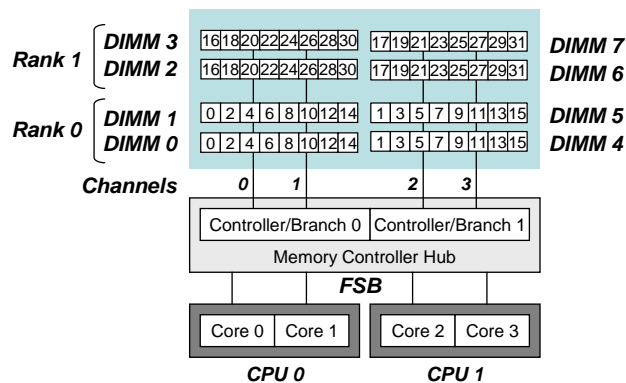 DIMM 3 16 18 20 22 24 26 28 30 17 19 21 23 25 27 29 31 DIMM 7
Rank 1
DIMM 2 16 18 20 22 24 26 28 30 17 19 21 23 25 27 29 31 DIMM 6
DIMM 1 0 2 4 6 8 10 12 14 1 3 5 7 9 11 13 15 DIMM 5
Rank 0
DIMM 0 0 2 4 6 8 10 12 14 1 3 5 7 9 11 13 15 DIMM 4
Channels 0 1 2 3
Controller/Branch 0 Controller/Branch 1
Memory Controller Hub
FSB
Core 0 Core 1 Core 2 Core 3
CPU 0 CPU 1